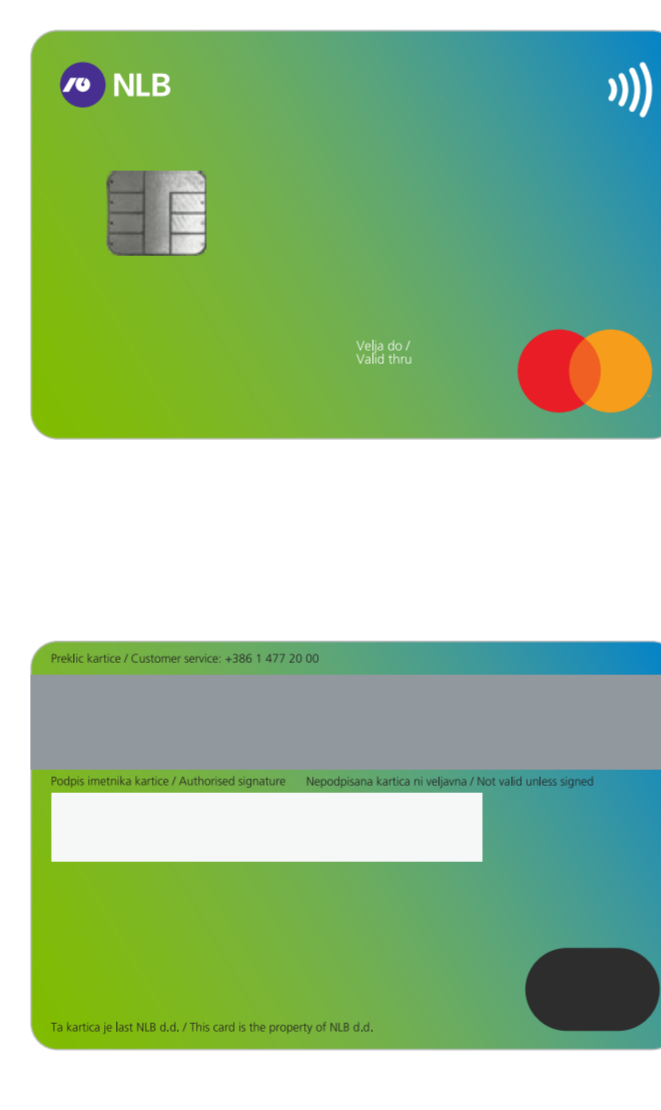 NLB
Velja do /
Valid thru
Preklic kartice / Customer service: +386 1 477 20 00
Podpis imetnika kartice / Authorised signature Nepodpisana kartica ni veljavna / Not valid unless signed
Ta kartica je last NLB d.d. / This card is the property of NLB d.d.